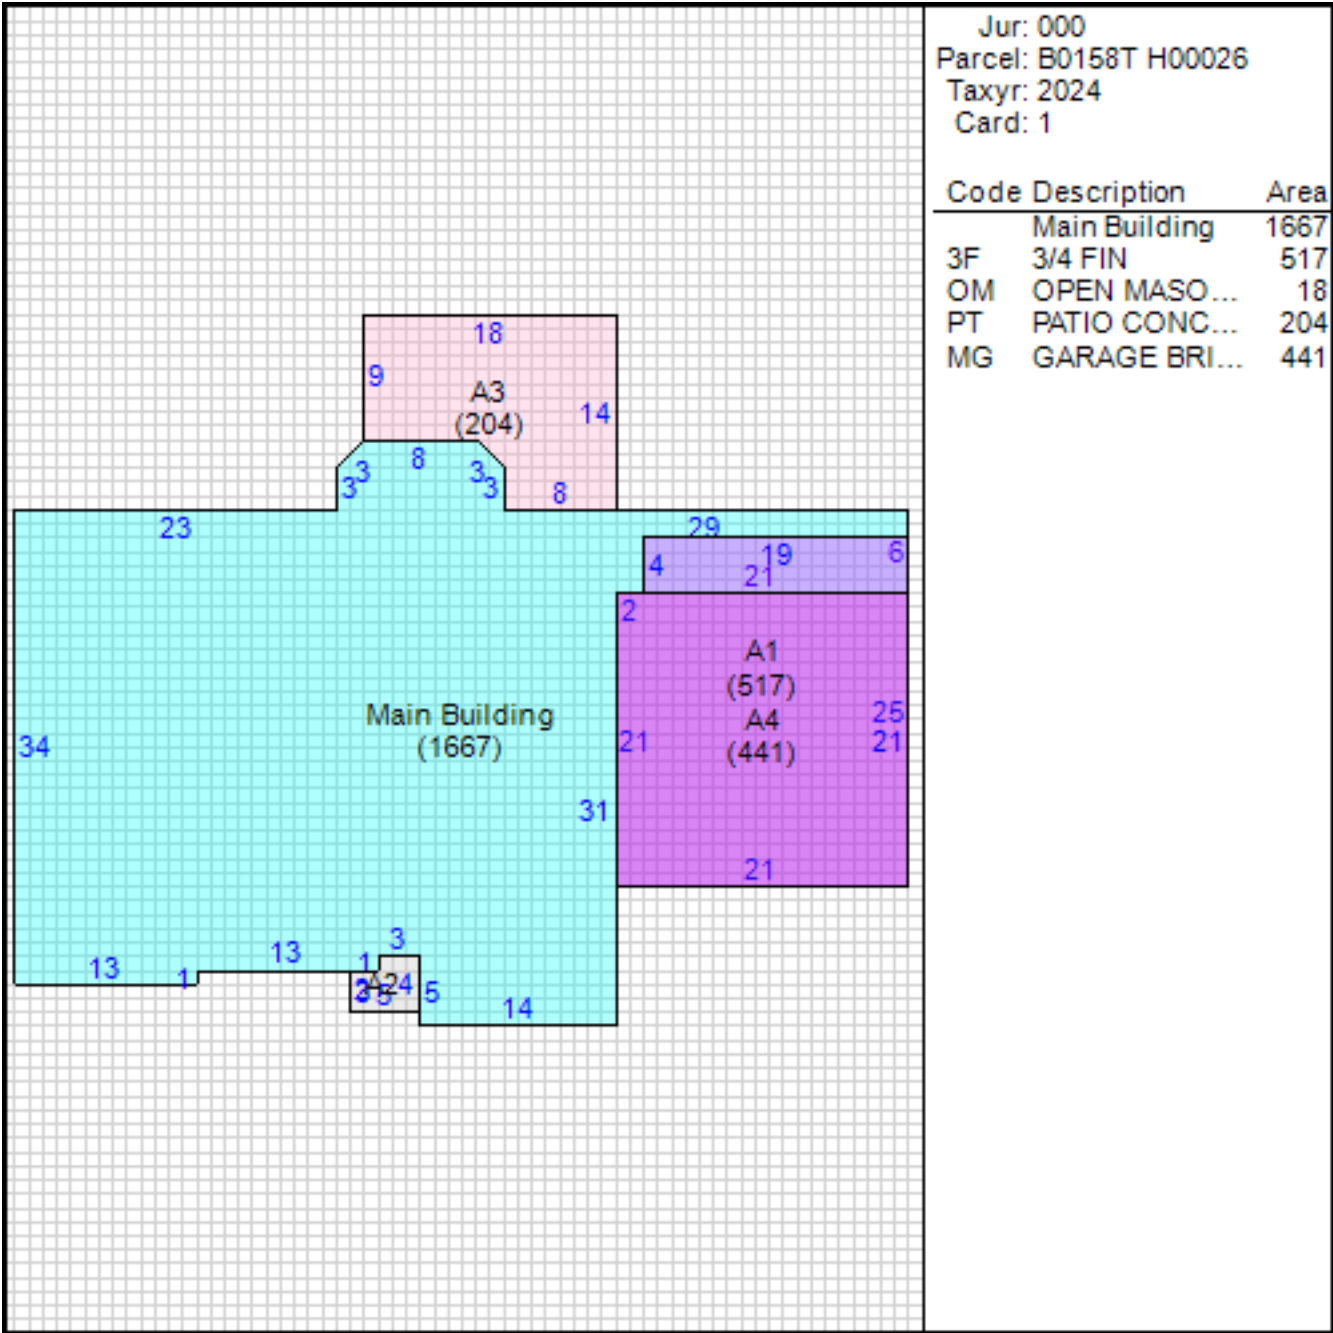 Jur: 000
Parcel: B0158T H00026
Taxyr: 2024
Card: 1
Code Description Area
Main Building 1667
3F 3/4 FIN 517
OM OPEN MASO... 18
PT PATIO CONC... 204
MG GARAGE BRI... 441
18
9
A3
14
(204)
8
3 3
3 3
8
23
29
19 6
4
21
2
A1
(517)
A4
(441)
25
21 21
Main Building
(1667)
34
31
21
3
13
1
13
1
A2
4
5
5
14